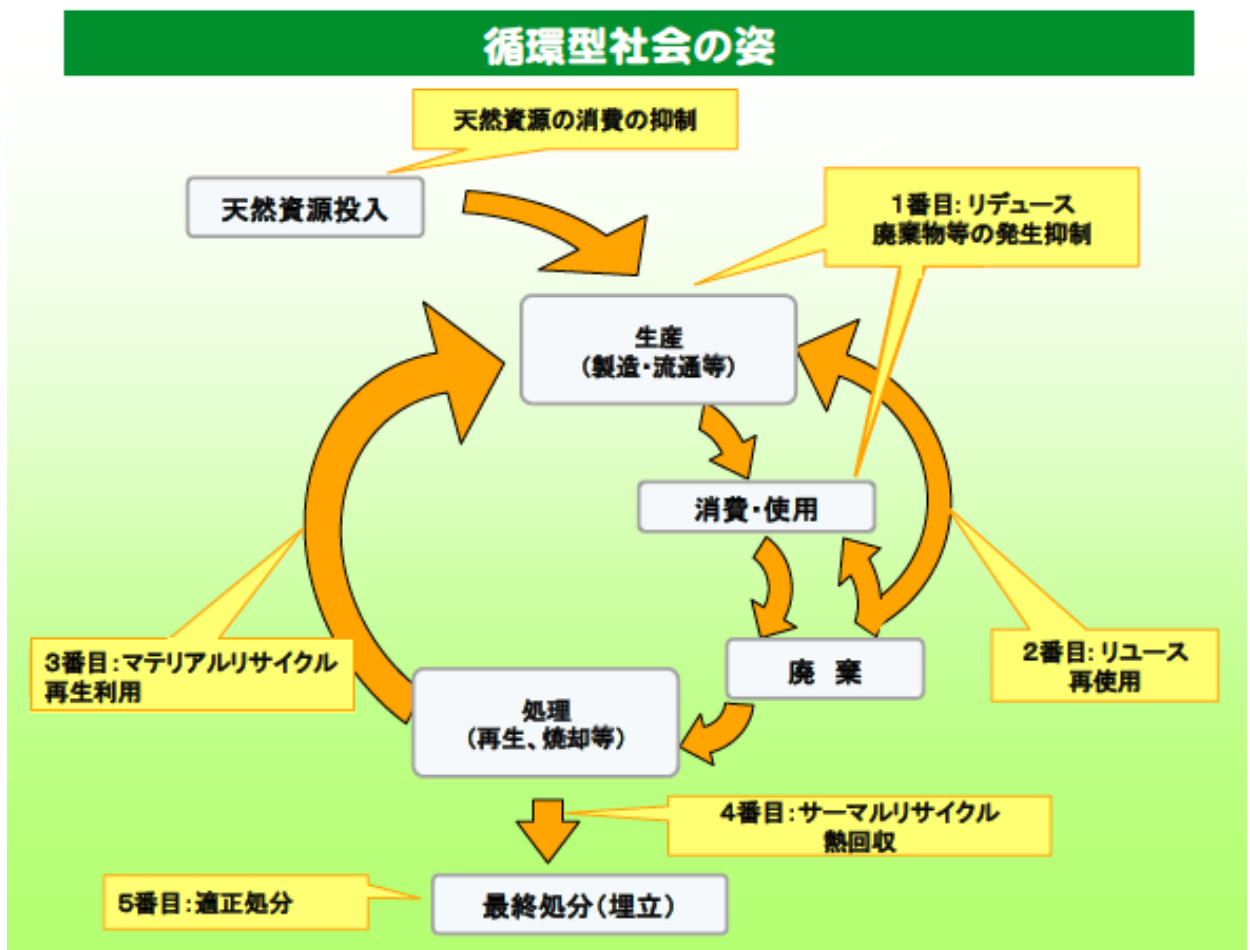 循環型社会の姿
天然資源の消費の抑制
天然資源投入
1番目:リデュース
廃棄物等の発生抑制
生産
(製造・流通等)
消費・使用
3番目:マテリアルリサイクル
再生利用
廃 棄
2番目:リユース
再使用
処理
(再生、焼却等)
4番目:サーマルリサイクル
熱回収
5番目:適正処分
最終処分(埋立)